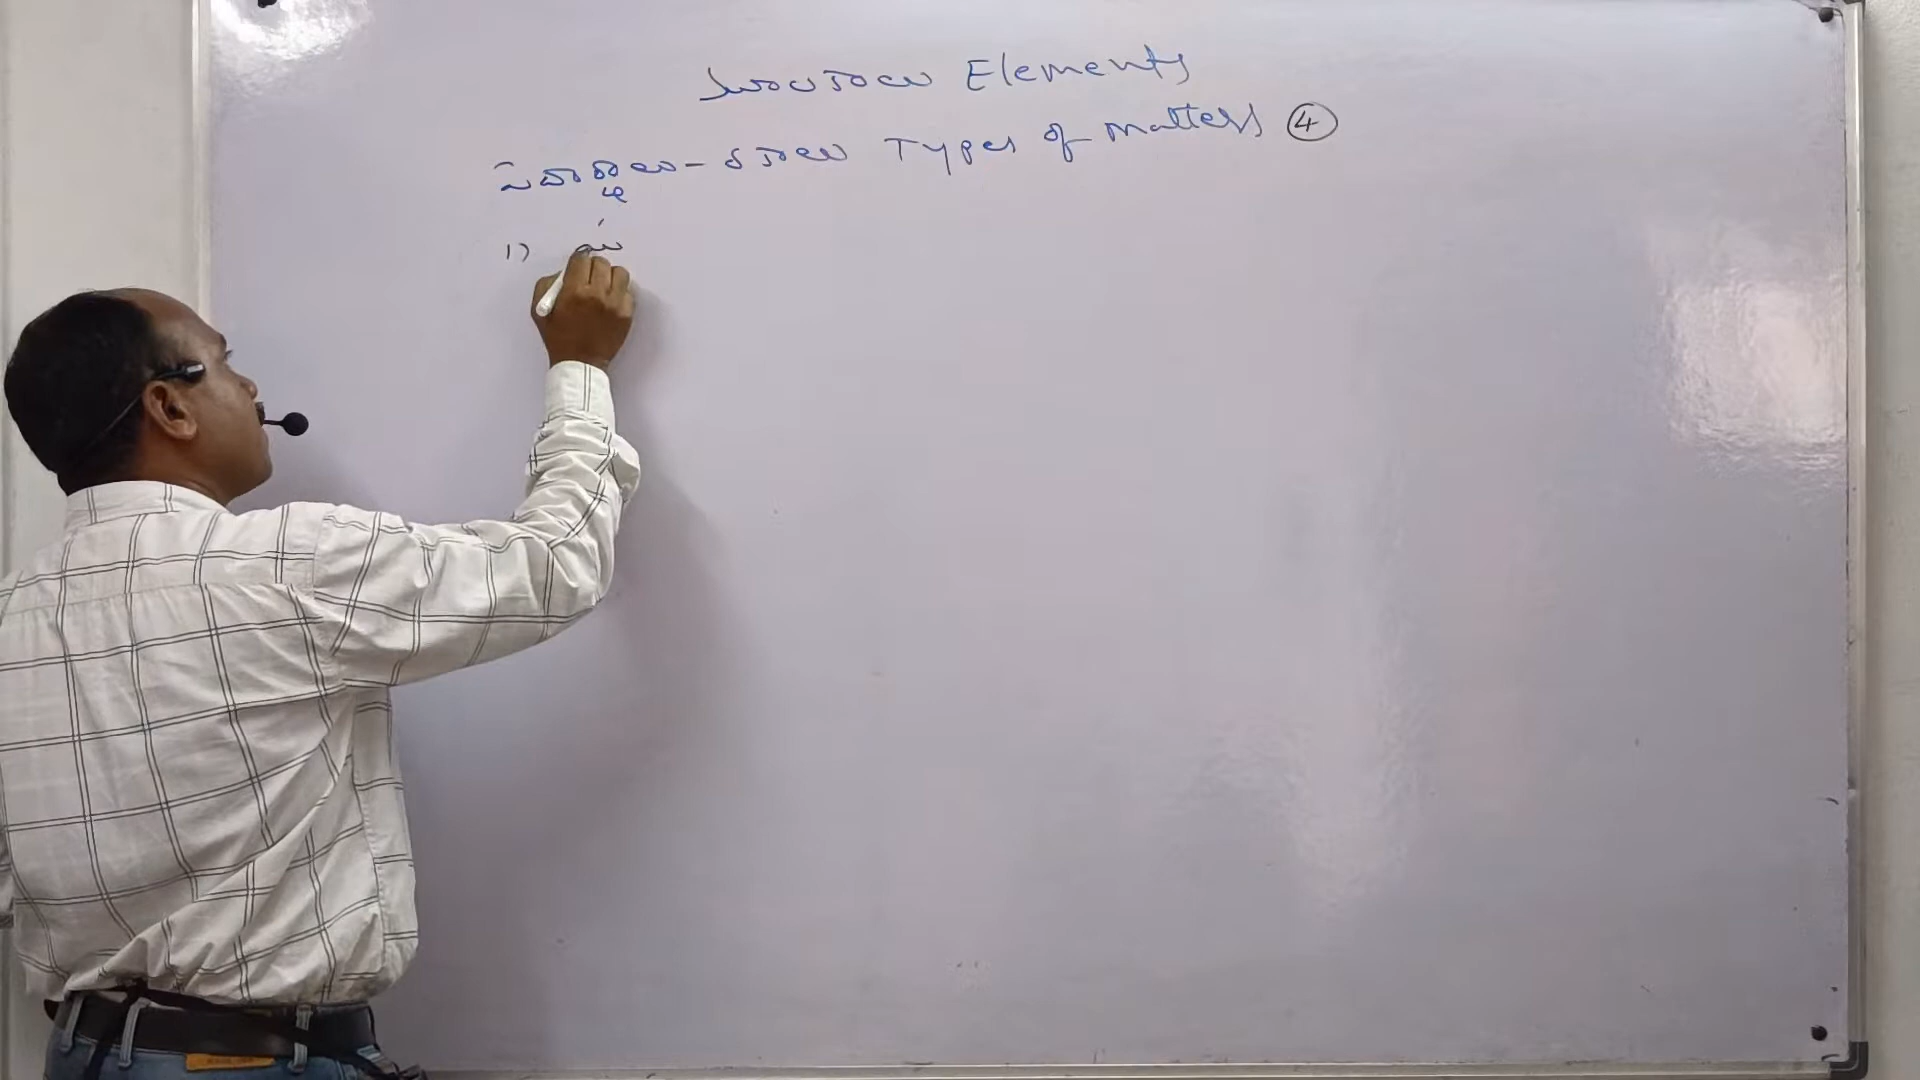 మూలకాలు Elements
పదార్థాలు - రకాలు Types of Matters 4
1)